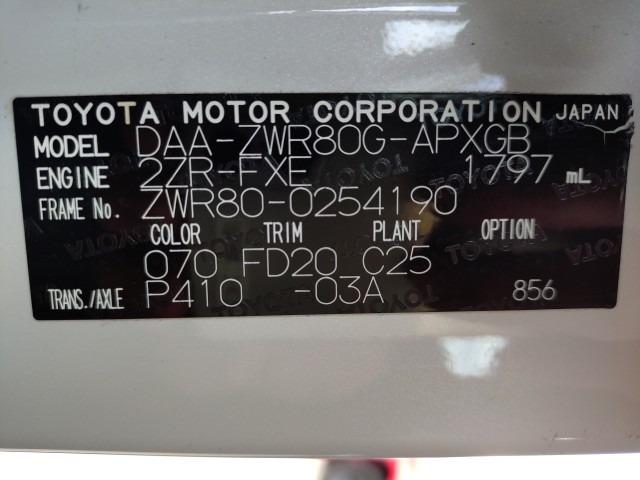 TOYOTA MOTOR CORPORATION JAPAN
MODEL DAA-ZWR80G-APXGB
ENGINE 2ZR-FXE 1797 mL
FRAME No. ZWR80-0254190
COLOR TRIM PLANT OPTION
070 FD20 C25
TRANS./AXLE P410 -03A 856